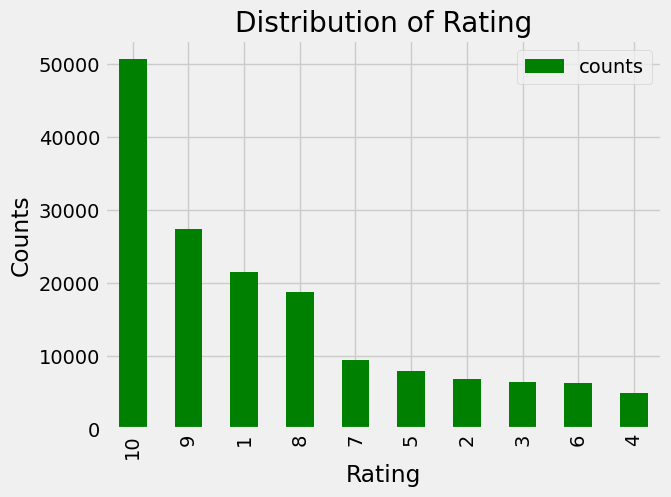 Distribution of Rating
counts
50000
40000
30000
20000
10000
0
Counts
10 9 1 8 7 5 2 3 6 4
Rating